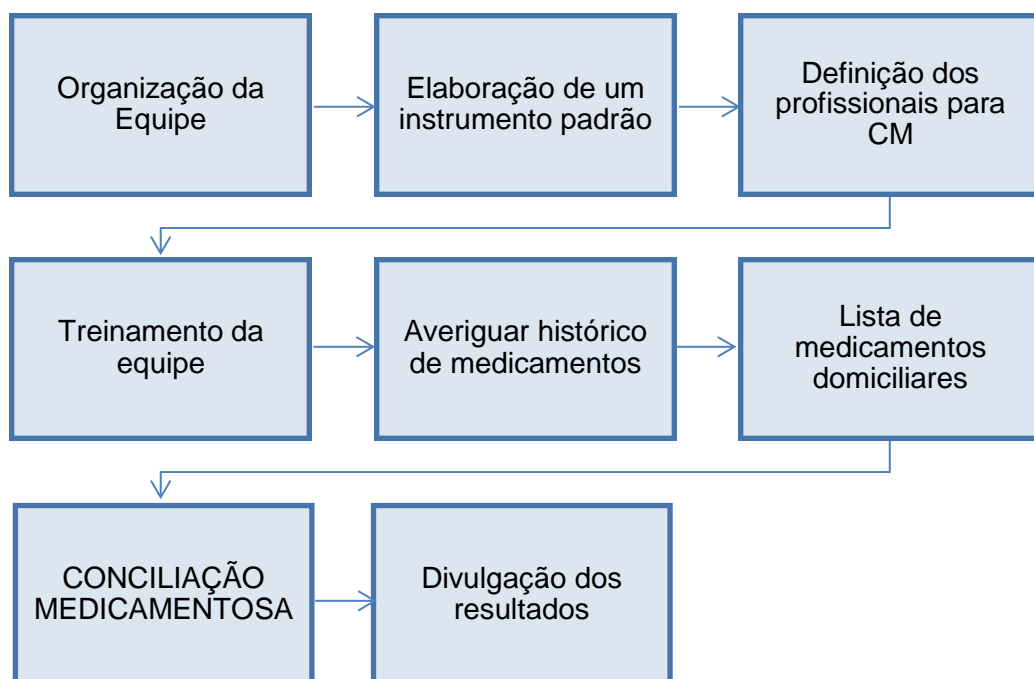 Organização da
Equipe
Elaboração de um
instrumento padrão
Definição dos
profissionais para
CM
Treinamento da
equipe
Averiguar histórico
de medicamentos
Lista de
medicamentos
domiciliares
CONCILIAÇÃO
MEDICAMENTOSA
Divulgação dos
resultados